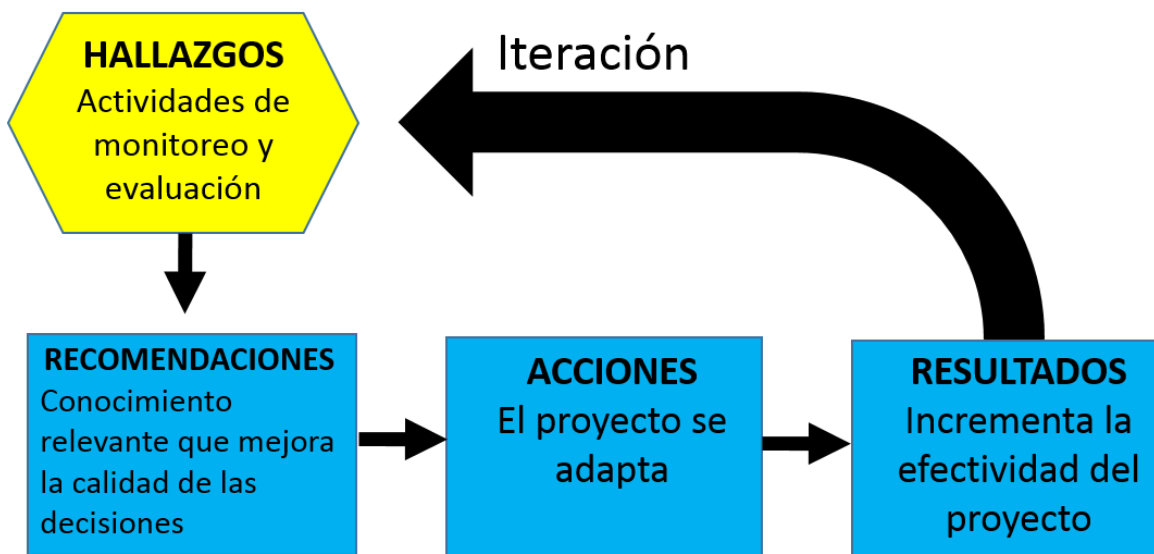 HALLAZGOS
Actividades de
monitoreo y
evaluación
Iteración
RECOMENDACIONES
Conocimiento
relevante que mejora
la calidad de las
decisiones
ACCIONES
El proyecto se
adapta
RESULTADOS
Incrementa la
efectividad del
proyecto